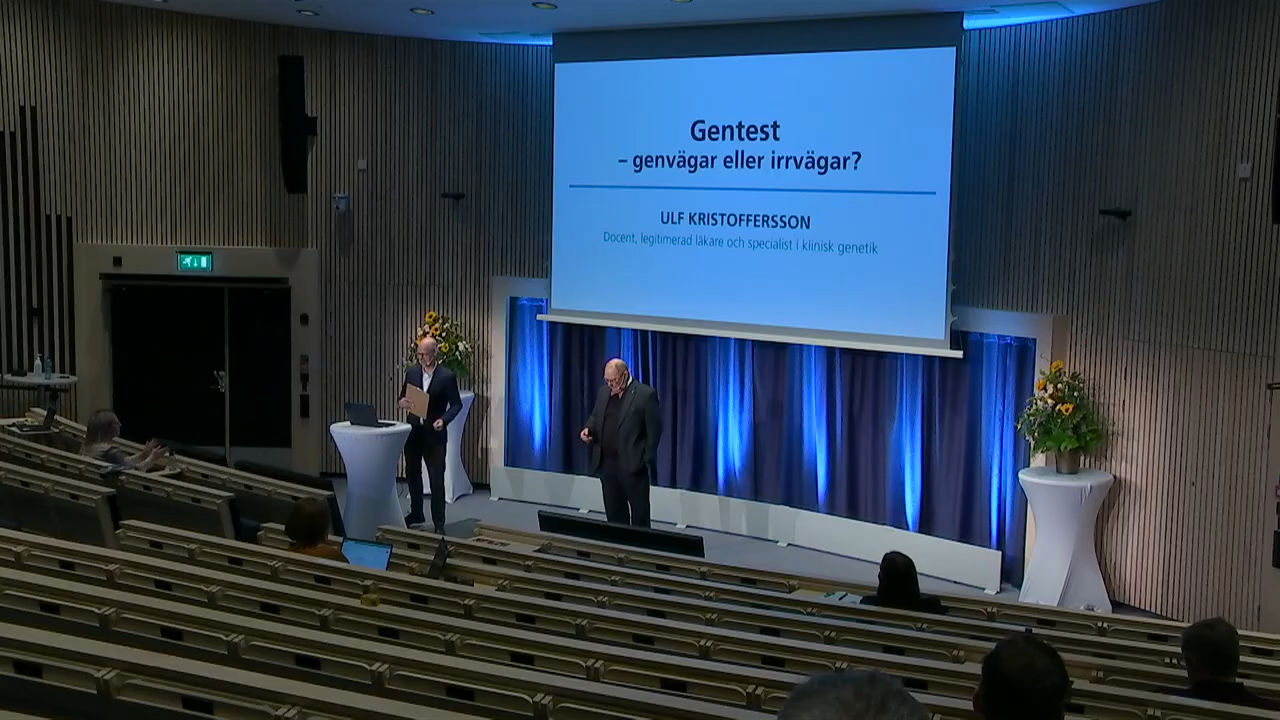 Gentest
– genvägar eller irrvägar?
ULF KRISTOFFERSSON
Docent, legitimerad läkare och specialist i klinisk genetik